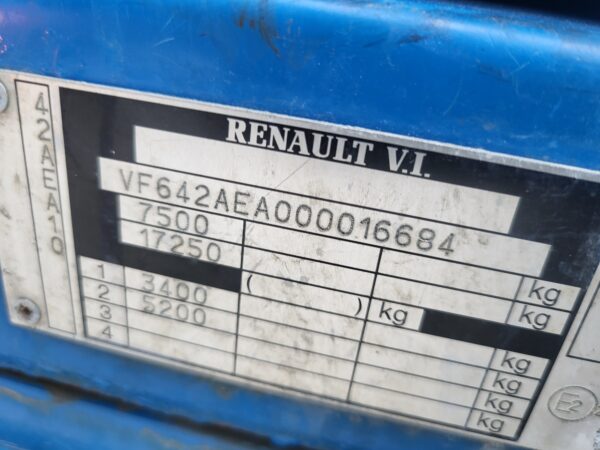 42AEA10
RENAULT V.I.
VF642AEA000016684
7500 kg
17250 ( ) kg kg
1 3400 kg
2 5200 kg
3 kg
4 kg
E2